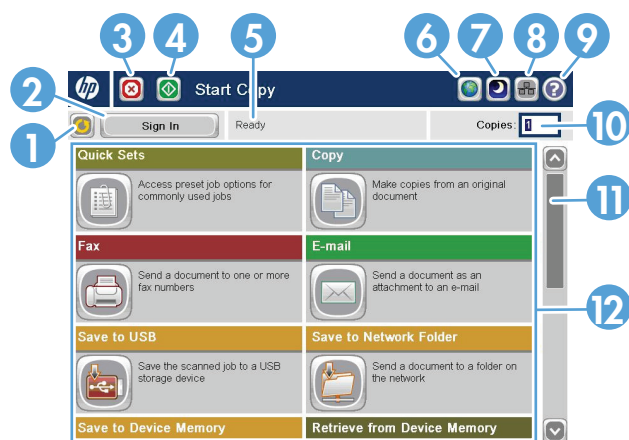 3 4 5 6 7 8 9
hp Start Copy
2
1 Sign In Ready Copies: 1 10
Quick Sets
Access preset job options for
commonly used jobs
Copy
Make copies from an original
document
11
Fax
Send a document to one or more
fax numbers
E-mail
Send a document as an
attachment to an e-mail
12
Save to USB
Save the scanned job to a USB
storage device
Save to Network Folder
Send a document to a folder on
the network
Save to Device Memory
Retrieve from Device Memory